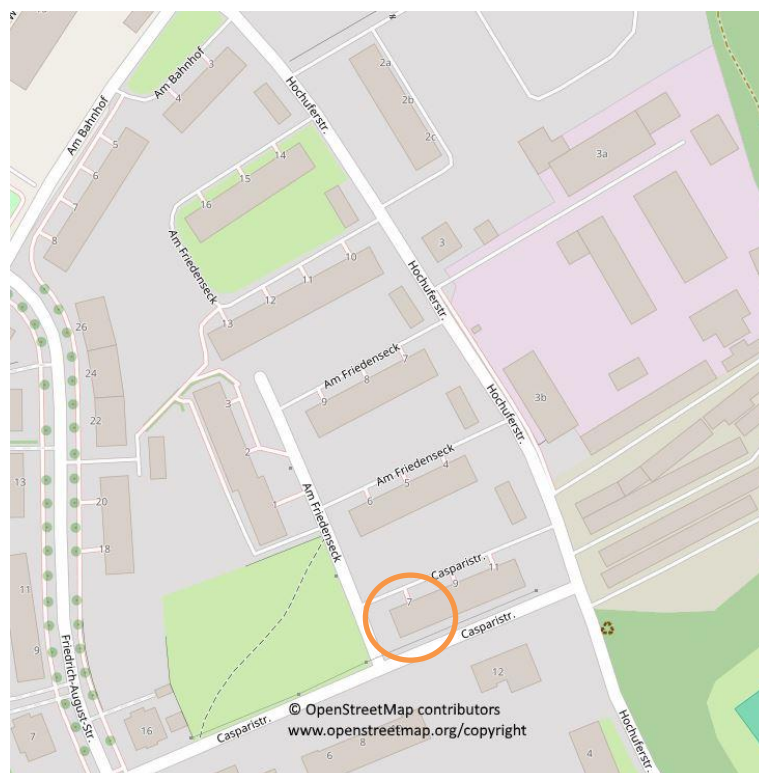 2a
2b
2c
3
4
Am Bahnhof
Hochuferstr.
Am Bahnhof
5
6
7
8
14
15
16
3a
Am Friedenseck
10
11
12
13
3
Hochuferstr.
26
24
22
Am Friedenseck
7
8
9
Hochuferstr.
3b
3
2
1
Am Friedenseck
4
5
6
Am Friedenseck
13
20
18
11
9
Casparistr.
7
9
11
Casparistr.
12
Friedrich-August-Str.
Hochuferstr.
7
16
Casparistr.
6
8
4
© OpenStreetMap contributors
www.openstreetmap.org/copyright